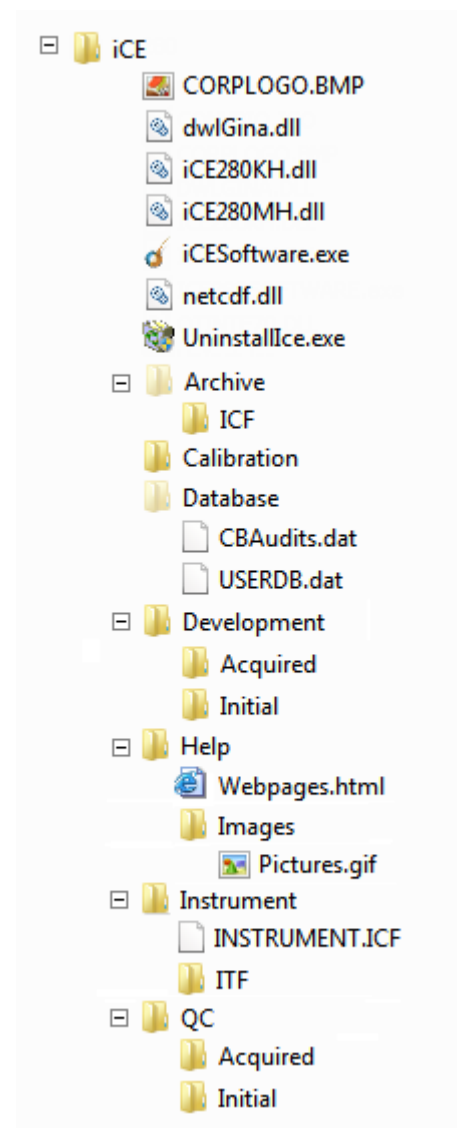 iCE
CORPLOGO.BMP
dwlGina.dll
iCE280KH.dll
iCE280MH.dll
iCESoftware.exe
netcdf.dll
UninstallIce.exe
Archive
ICF
Calibration
Database
CBAudits.dat
USERDB.dat
Development
Acquired
Initial
Help
Webpages.html
Images
Pictures.gif
Instrument
INSTRUMENT.ICF
ITF
QC
Acquired
Initial